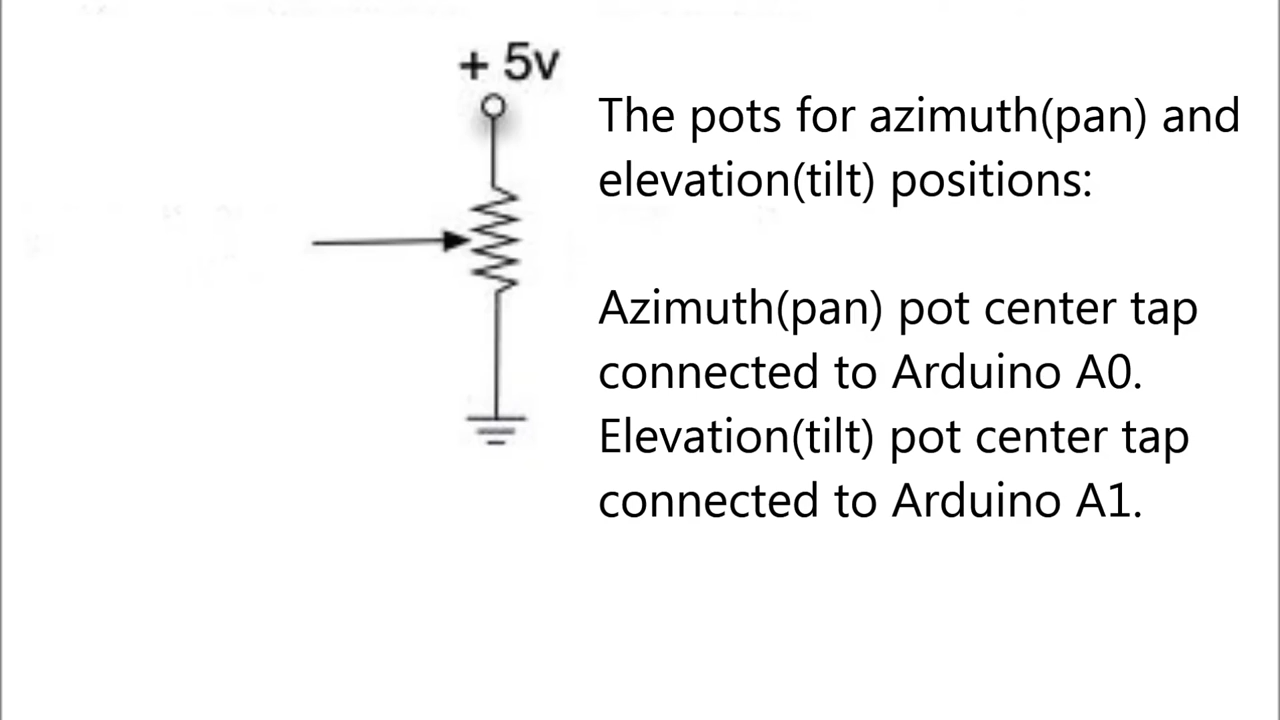 + 5v
The pots for azimuth(pan) and
elevation(tilt) positions:
Azimuth(pan) pot center tap
connected to Arduino A0.
Elevation(tilt) pot center tap
connected to Arduino A1.